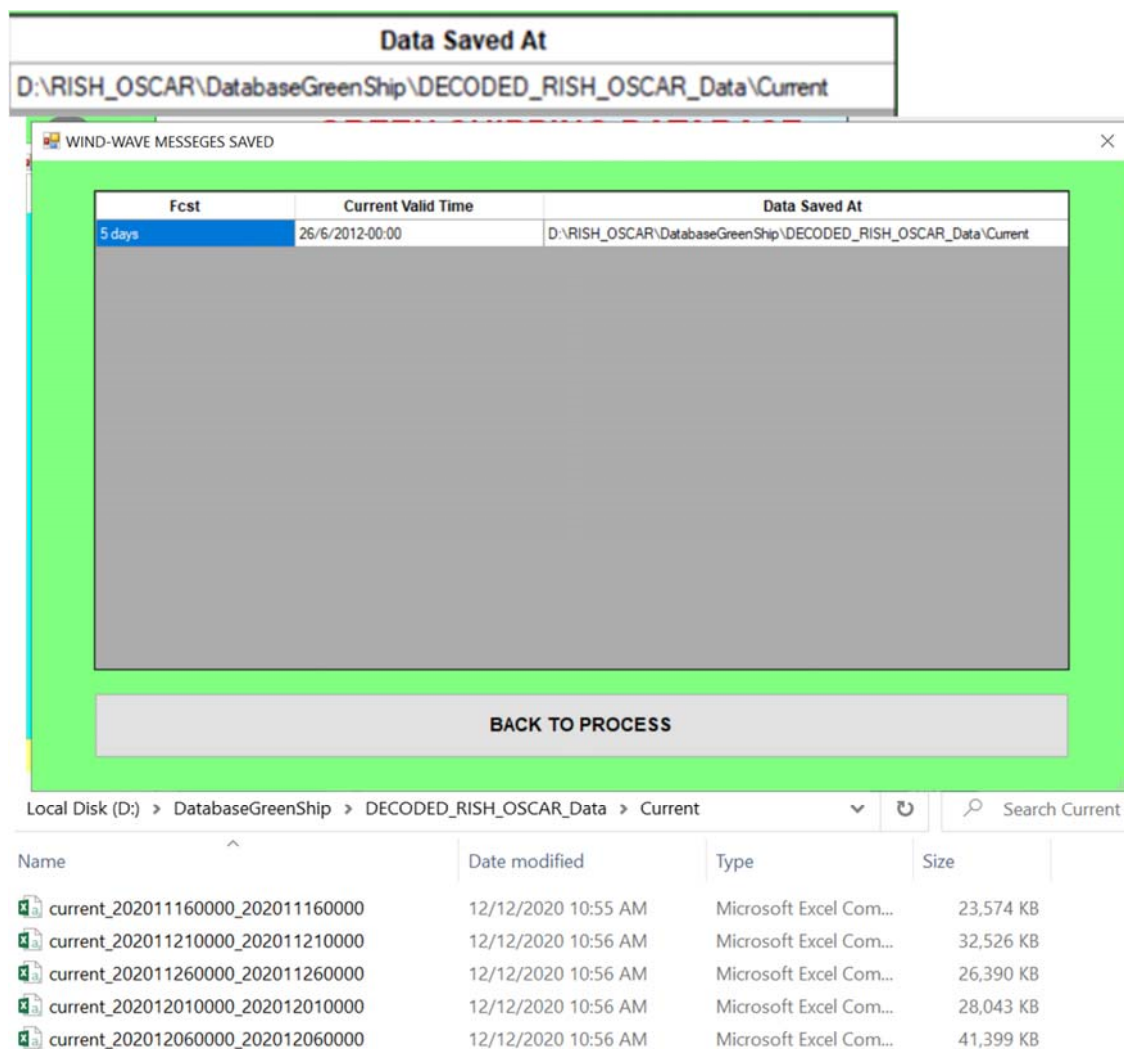 Data Saved At
D:\RISH_OSCAR\DatabaseGreenShip\DECODED_RISH_OSCAR_Data\Current
WIND-WAVE MESSEGES SAVED
Fcst Current Valid Time Data Saved At
5 days 26/6/2012-00:00 D:\RISH_OSCAR\DatabaseGreenShip\DECODED_RISH_OSCAR_Data\Current
BACK TO PROCESS
Local Disk (D:) > DatabaseGreenShip > DECODED_RISH_OSCAR_Data > Current Search Current
Name Date modified Type Size
current_202011160000_202011160000 12/12/2020 10:55 AM Microsoft Excel Com... 23,574 KB
current_202011210000_202011210000 12/12/2020 10:56 AM Microsoft Excel Com... 32,526 KB
current_202011260000_202011260000 12/12/2020 10:56 AM Microsoft Excel Com... 26,390 KB
current_202012010000_202012010000 12/12/2020 10:56 AM Microsoft Excel Com... 28,043 KB
current_202012060000_202012060000 12/12/2020 10:56 AM Microsoft Excel Com... 41,399 KB